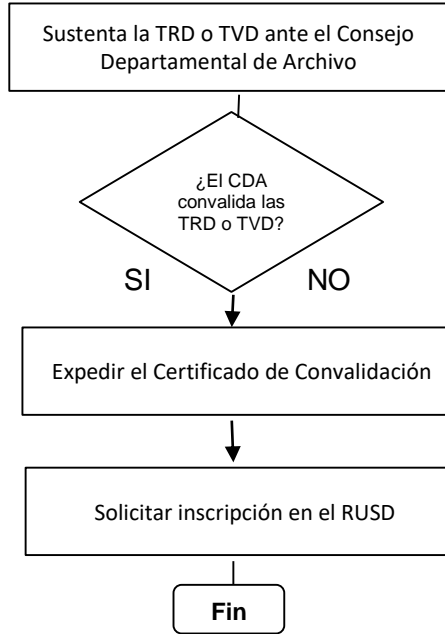 Sustenta la TRD o TVD ante el Consejo
Departamental de Archivo
¿El CDA
convalida las
TRD o TVD?
SI NO
Expedir el Certificado de Convalidación
Solicitar inscripción en el RUSD
Fin